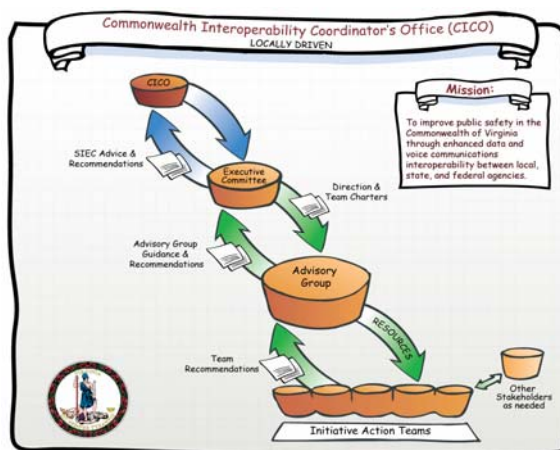 Commonwealth Interoperability Coordinator's Office (CICO)
LOCALLY DRIVEN
CICO
Mission:
To improve public safety in the
Commonwealth of Virginia
through enhanced data and
voice communications
interoperability between local,
state, and federal agencies.
SIEC Advice &
Recommendations
Executive
Committee
Direction &
Team Charters
Advisory Group
Guidance &
Recommendations
Advisory
Group
RESOURCES
Team
Recommendations
Other
Stakeholders
as needed
Initiative Action Teams